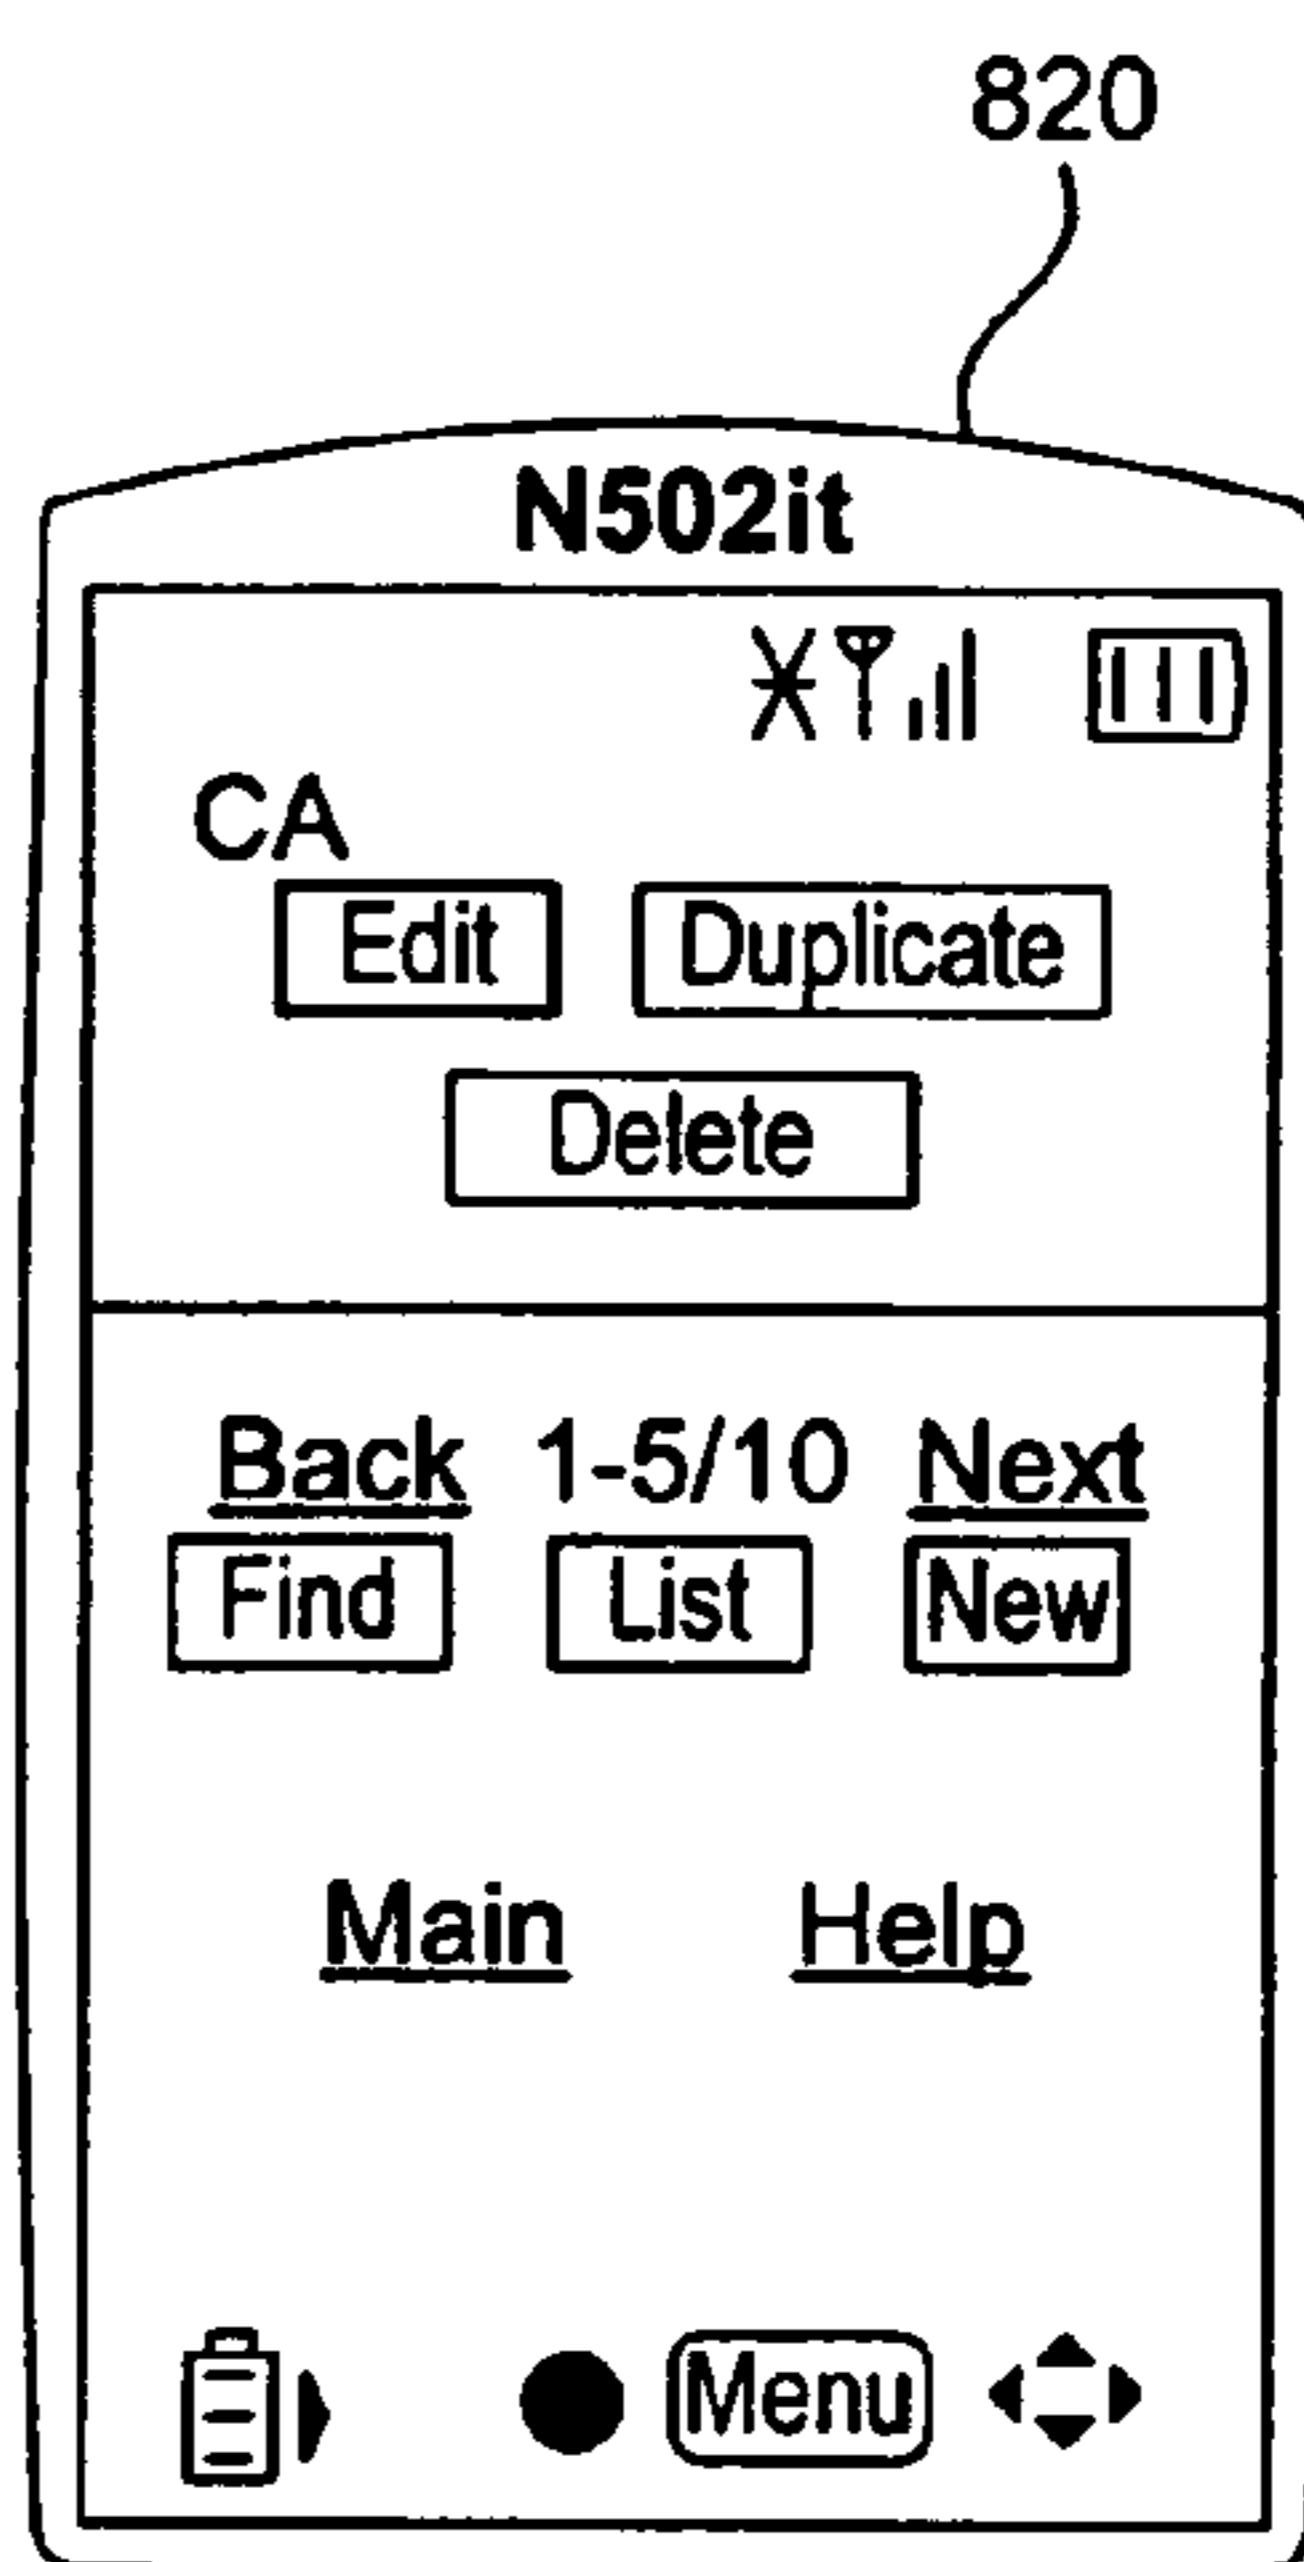 820
N502it
CA
Edit Duplicate
Delete
Back 1-5/10 Next
Find List New
Main Help
Menu